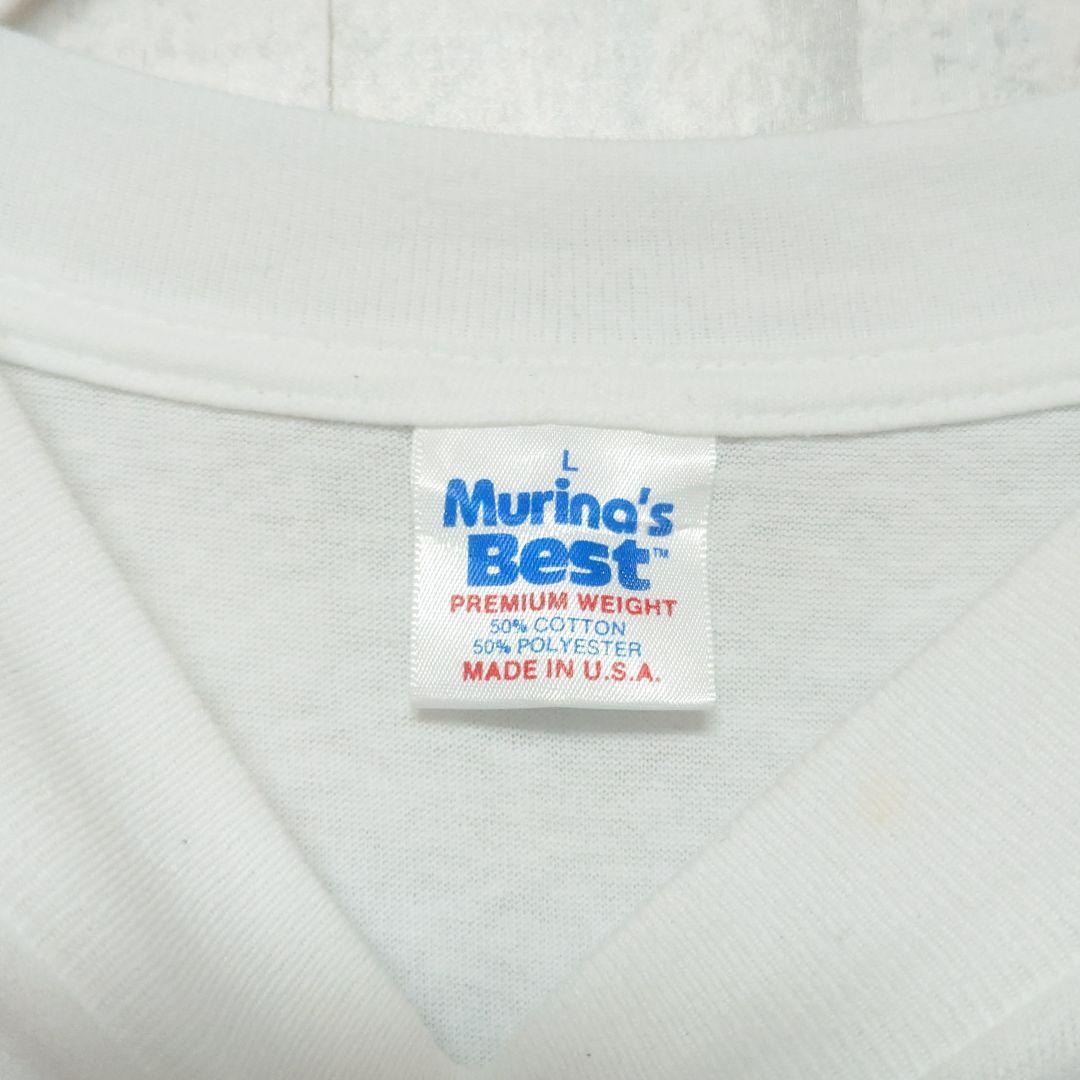 L
Murina's
Best™
PREMIUM WEIGHT
50% COTTON
50% POLYESTER
MADE IN U.S.A.